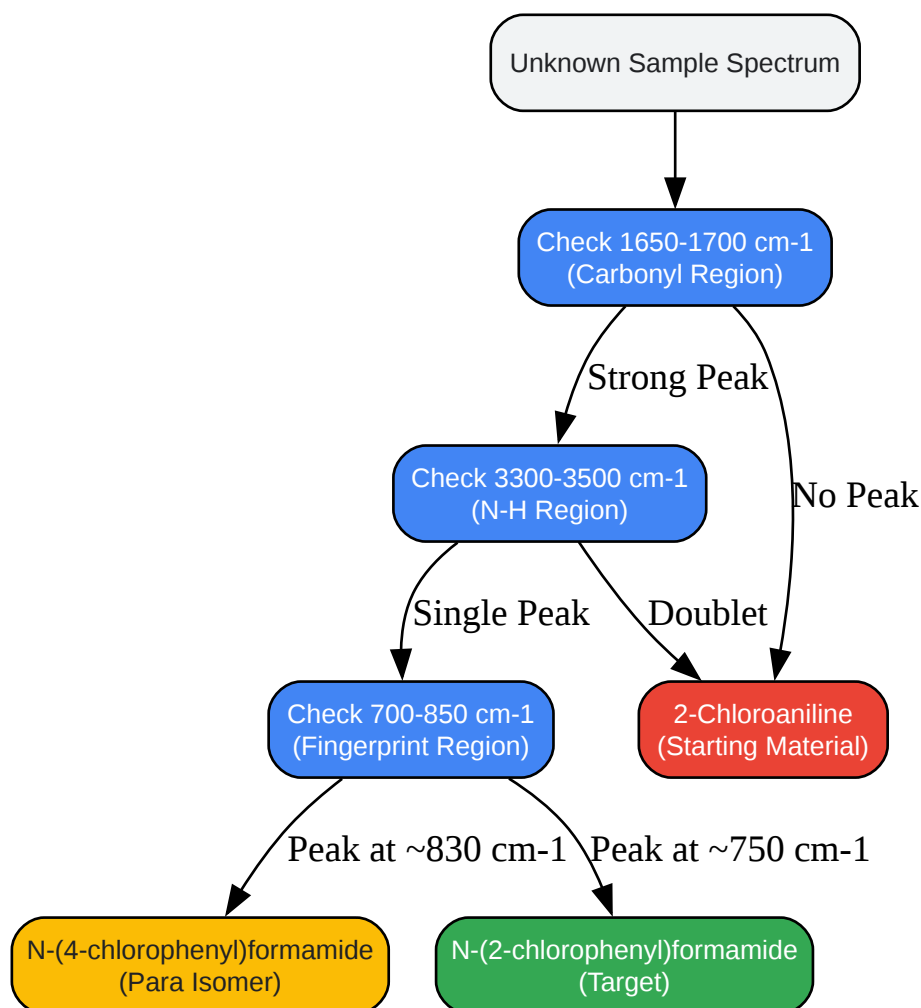 Unknown Sample Spectrum
Check 1650-1700 cm-1
(Carbonyl Region)
Strong Peak
Check 3300-3500 cm-1
(N-H Region)
No Peak
Single Peak
Doublet
Check 700-850 cm-1
(Fingerprint Region)
2-Chloroaniline
(Starting Material)
Peak at ~830 cm-1
Peak at ~750 cm-1
N-(4-chlorophenyl)formamide
(Para Isomer)
N-(2-chlorophenyl)formamide
(Target)